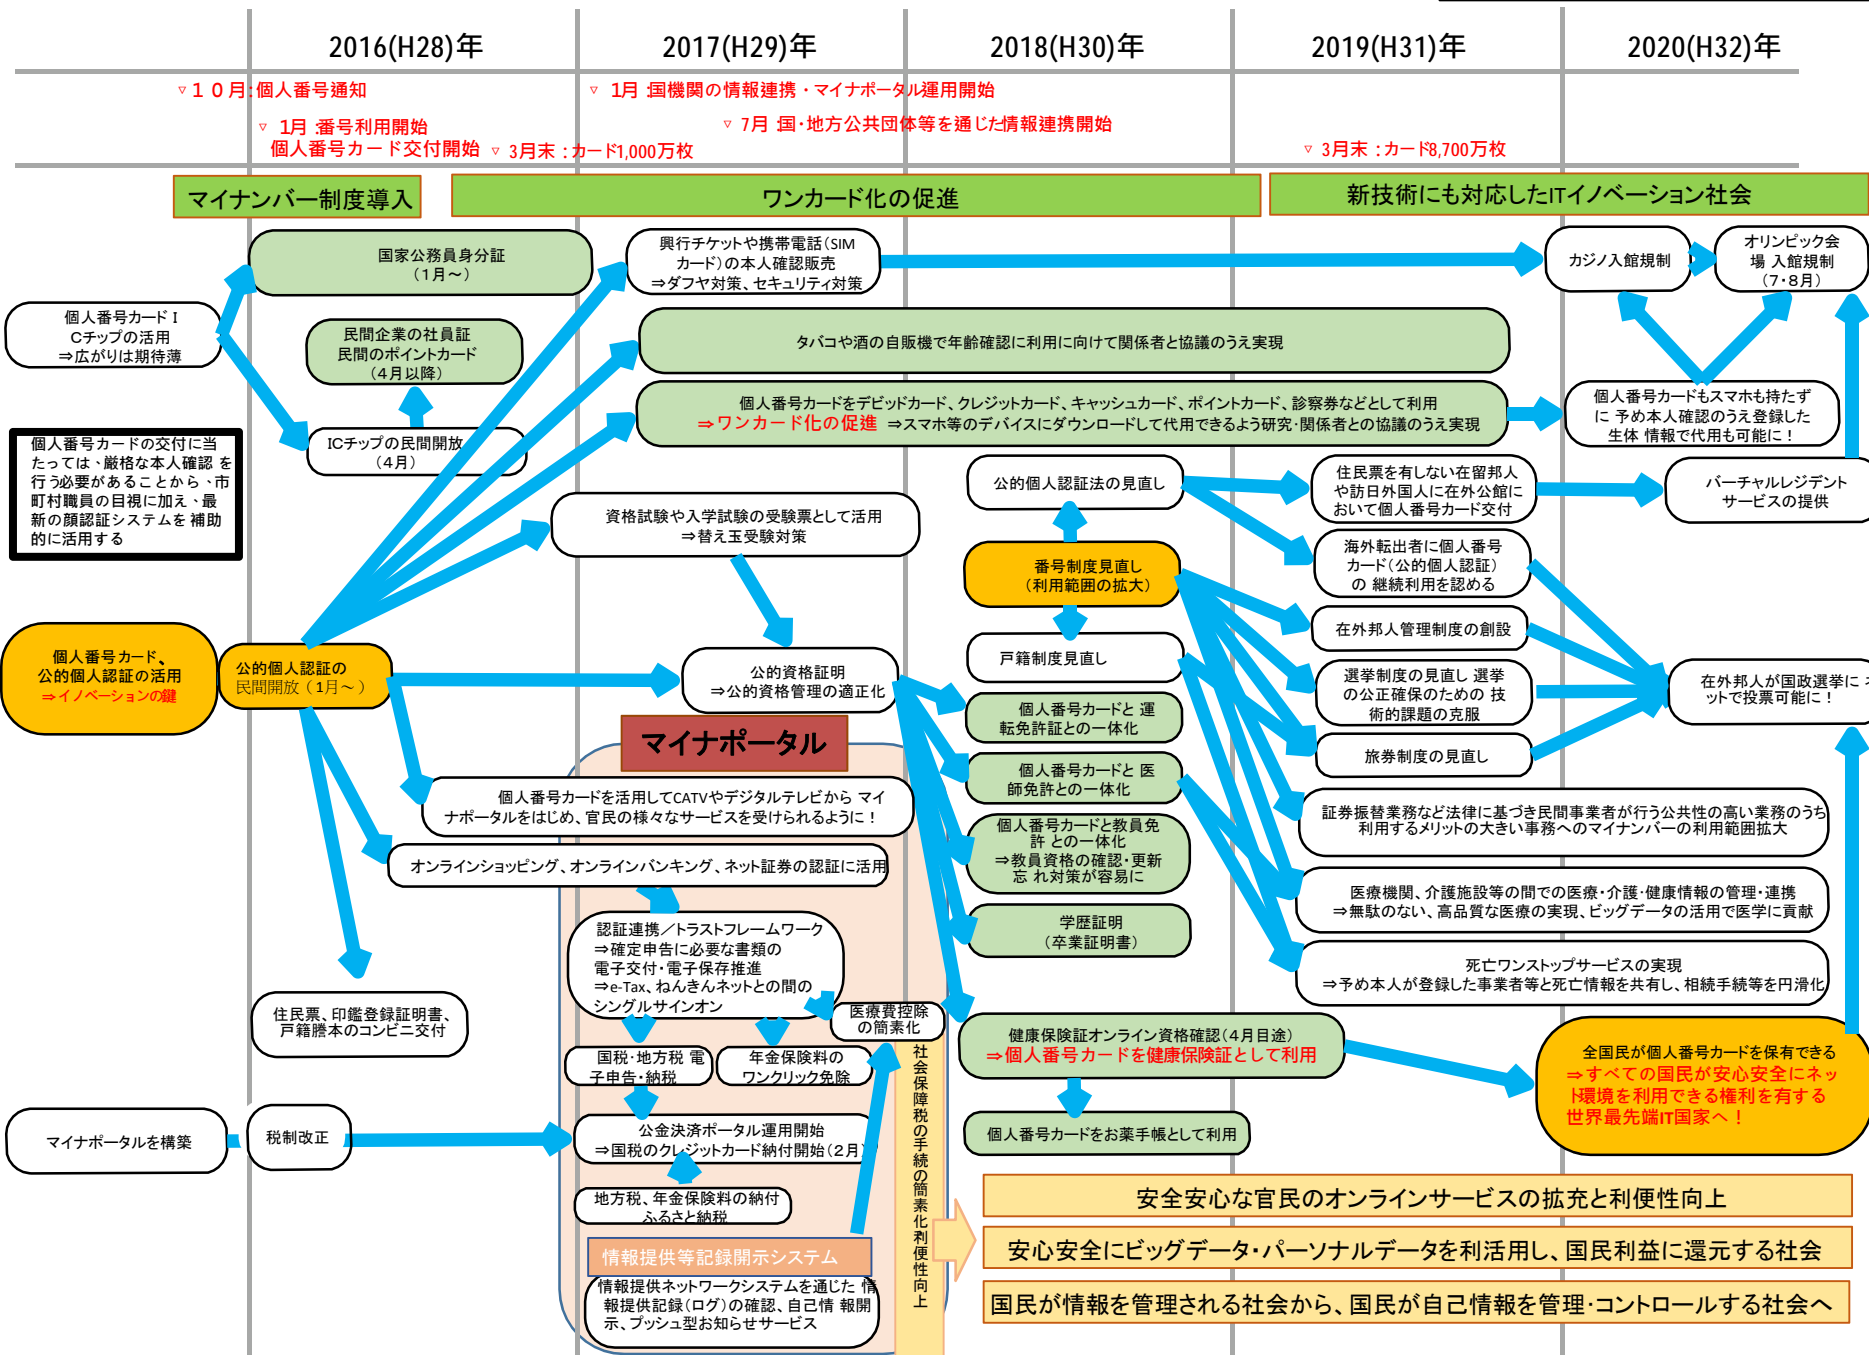 2016(H28)年
2017(H29)年
2018(H30)年
2019(H31)年
2020(H32)年
▽１０月:個人番号通知
▽ 1月:番号利用開始
個人番号カード交付開始
▽ 3月末：カード1,000万枚
▽ 1月:国機関の情報連携・マイナポータル運用開始
▽ 7月:国・地方公共団体等を通じた情報連携開始
▽ 3月末：カード8,700万枚
マイナンバー制度導入
ワンカード化の促進
新技術にも対応したITイノベーション社会
国家公務員身分証
（1月～）
興行チケットや携帯電話（SIM
カード）の本人確認販売
⇒ダフヤ対策、セキュリティ対策
カジノ入館規制
オリンピック会
場 入館規制
（7・8月）
個人番号カード I
Cチップの活用
⇒広がりは期待薄
民間企業の社員証
民間のポイントカード
（4月以降）
タバコや酒の自販機で年齢確認に利用に向けて関係者と協議のうえ実現
ICチップの民間開放
（4月）
個人番号カードをデビッドカード、クレジットカード、キャッシュカード、ポイントカード、診察券などとして利用
⇒ワンカード化の促進 ⇒スマホ等のデバイスにダウンロードして代用できるよう研究・関係者との協議のうえ実現
個人番号カードもスマホも持たず
に 予め本人確認のうえ登録した
生体 情報で代用も可能に！
個人番号カードの交付に当
たっては、厳格な本人確認 を
行う必要があることから、市
町村職員の目視に加え、最
新の顔認証システムを 補助
的に活用する
資格試験や入学試験の受験票として活用
⇒替え玉受験対策
公的個人認証法の見直し
住民票を有しない在留邦人
や訪日外国人に在外公館に
おいて個人番号カード交付
バーチャルレジデント
サービスの提供
番号制度見直し
（利用範囲の拡大）
海外転出者に個人番号
カード（公的個人認証）
の 継続利用を認める
個人番号カード、
公的個人認証の活用
⇒イノベーションの鍵
公的個人認証の
民間開放（1月～）
公的資格証明
⇒公的資格管理の適正化
戸籍制度見直し
在外邦人管理制度の創設
選挙制度の見直し 選挙
の公正確保のための 技
術的課題の克服
在外邦人が国政選挙に ネ
ットで投票可能に！
個人番号カードと 運
転免許証との一体化
旅券制度の見直し
マイナポータル
個人番号カードと 医
師免許との一体化
個人番号カードを活用してCATVやデジタルテレビから マイ
ナポータルをはじめ、官民の様々なサービスを受けられるように！
証券振替業務など法律に基づき民間事業者が行う公共性の高い業務のうち
利用するメリットの大きい事務へのマイナンバーの利用範囲拡大
個人番号カードと教員免
許 との一体化
⇒教員資格の確認・更新
忘 れ対策が容易に
オンラインショッピング、オンラインバンキング、ネット証券の認証に活用
医療機関、介護施設等の間での医療・介護・健康情報の管理・連携
⇒無駄のない、高品質な医療の実現、ビッグデータの活用で医学に貢献
学歴証明
（卒業証明書）
認証連携／トラストフレームワーク
⇒確定申告に必要な書類の
電子交付・電子保存推進
⇒e-Tax、ねんきんネットとの間の
シングルサインオン
死亡ワンストップサービスの実現
⇒予め本人が登録した事業者等と死亡情報を共有し、相続手続等を円滑化
住民票、印鑑登録証明書、
戸籍謄本のコンビニ交付
医療費控除
の簡素化
健康保険証オンライン資格確認（4月目途）
⇒個人番号カードを健康保険証として利用
国税・地方税 電
子申告・納税
年金保険料の
ワンクリック免除
全国民が個人番号カードを保有できる
⇒すべての国民が安心安全にネッ
ト環境を利用できる権利を有する
世界最先端IT国家へ！
マイナポータルを構築
税制改正
公金決済ポータル運用開始
⇒国税のクレジットカード納付開始（2月）
個人番号カードをお薬手帳として利用
地方税、年金保険料の納付
ふるさと納税
社会保障税の手続の簡素化利便性向上
安全安心な官民のオンラインサービスの拡充と利便性向上
情報提供等記録開示システム
安心安全にビッグデータ・パーソナルデータを利活用し、国民利益に還元する社会
情報提供ネットワークシステムを通じた 情
報提供記録（ログ）の確認、自己情 報開
示、プッシュ型お知らせサービス
国民が情報を管理される社会から、国民が自己情報を管理・コントロールする社会へ